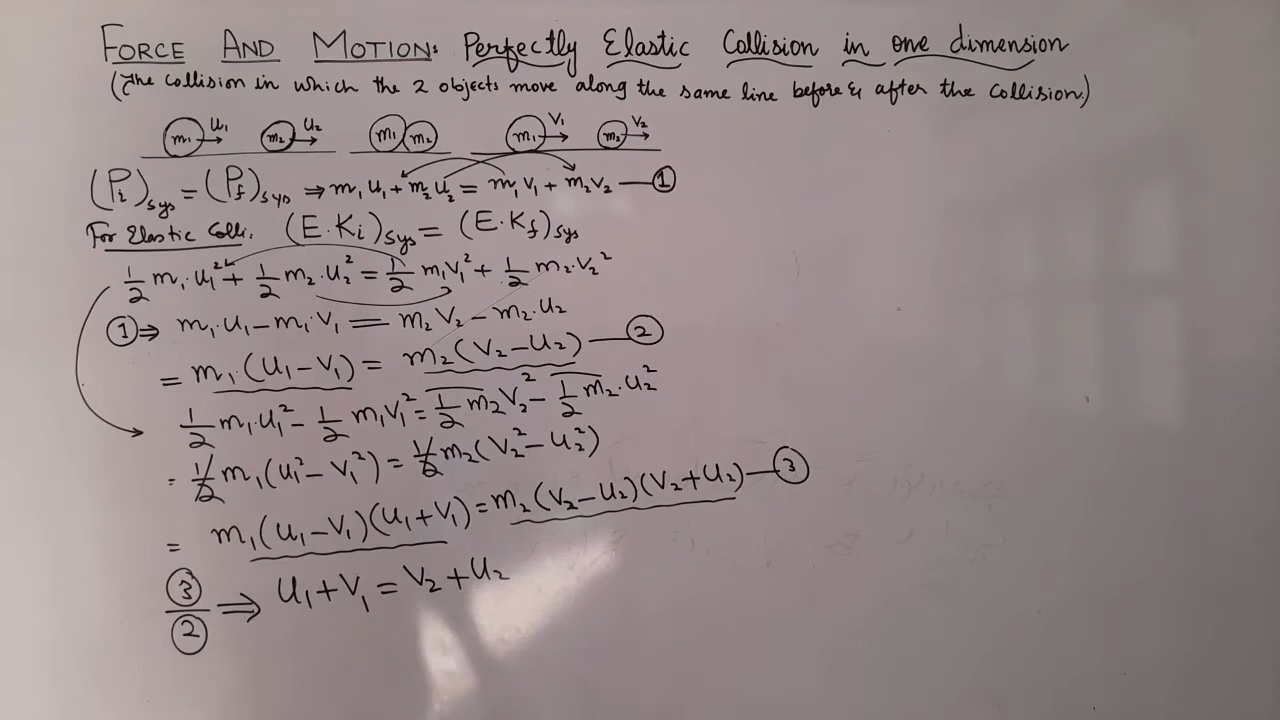 FORCE AND MOTION: Perfectly Elastic Collision in one dimension
(The collision in which the 2 objects move along the same line before & after the collision.)
m₁ u₁ m₂ u₂ m₁ m₂ m₁ v₁ m₂ v₂
(Pi)sys = (Pf)sys ⇒ m₁u₁ + m₂u₂ = m₁v₁ + m₂v₂ — ①
For Elastic Colli. (E.Ki)sys = (E.Kf)sys
1/2 m₁.u₁² + 1/2 m₂.u₂² = 1/2 m₁v₁² + 1/2 m₂.v₂²
① ⇒ m₁.u₁ - m₁.v₁ = m₂v₂ - m₂.u₂
= m₁.(u₁ - v₁) = m₂(v₂ - u₂) — ②
1/2 m₁.u₁² - 1/2 m₁v₁² = 1/2 m₂v₂² - 1/2 m₂.u₂²
= 1/2 m₁(u₁² - v₁²) = 1/2 m₂(v₂² - u₂²)
= m₁(u₁ - v₁)(u₁ + v₁) = m₂(v₂ - u₂)(v₂ + u₂) — ③
③/② ⇒ u₁ + v₁ = v₂ + u₂